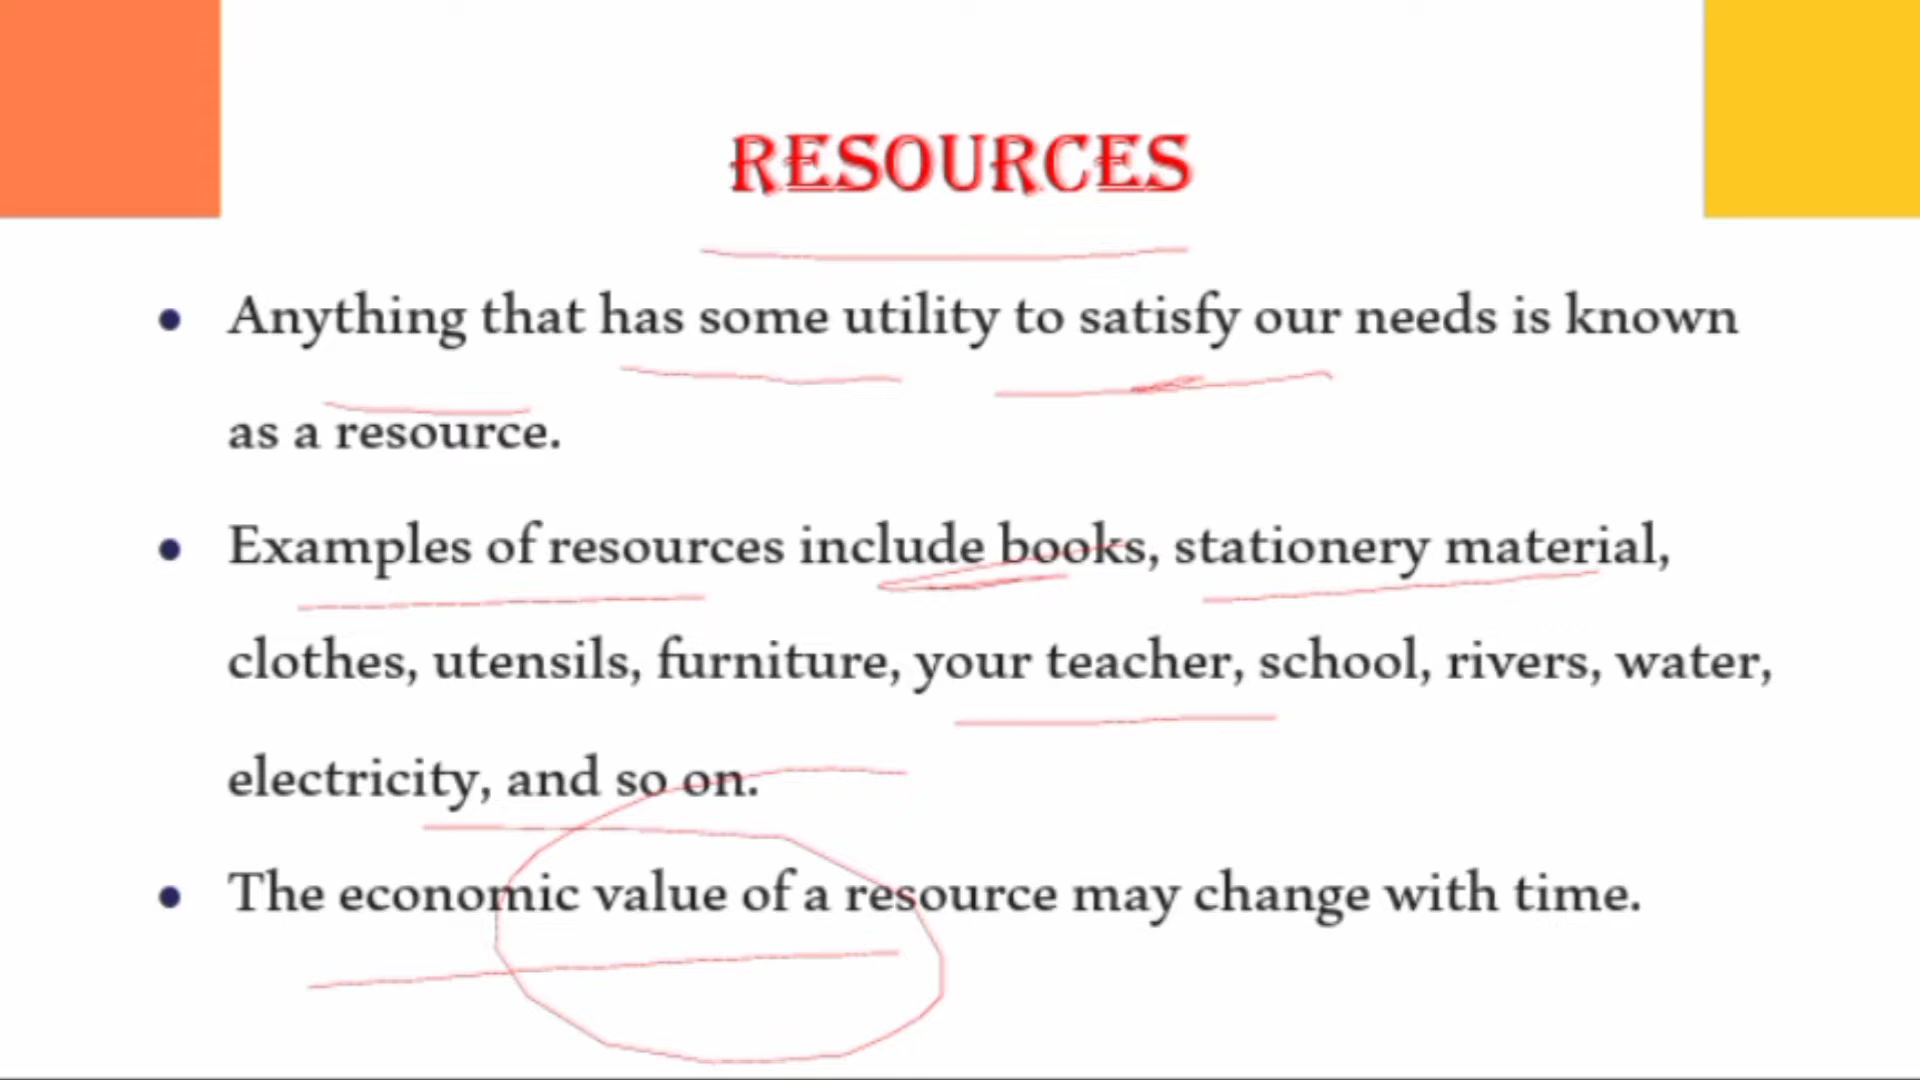 RESOURCES
• Anything that has some utility to satisfy our needs is known
as a resource.
• Examples of resources include books, stationery material,
clothes, utensils, furniture, your teacher, school, rivers, water,
electricity, and so on.
• The economic value of a resource may change with time.